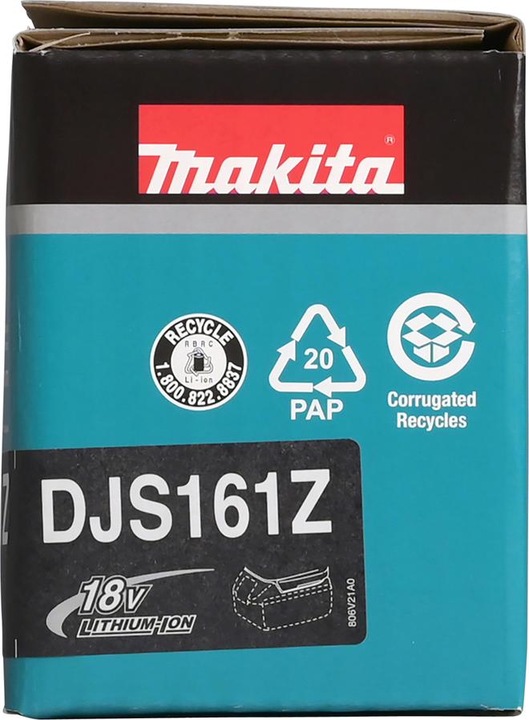 makita®
RECYCLE
RBRC
Li-ion
1.800.822.8837
20
PAP
Corrugated
Recycles
Z
DJS161Z
18V
LITHIUM-ION
806V21A0